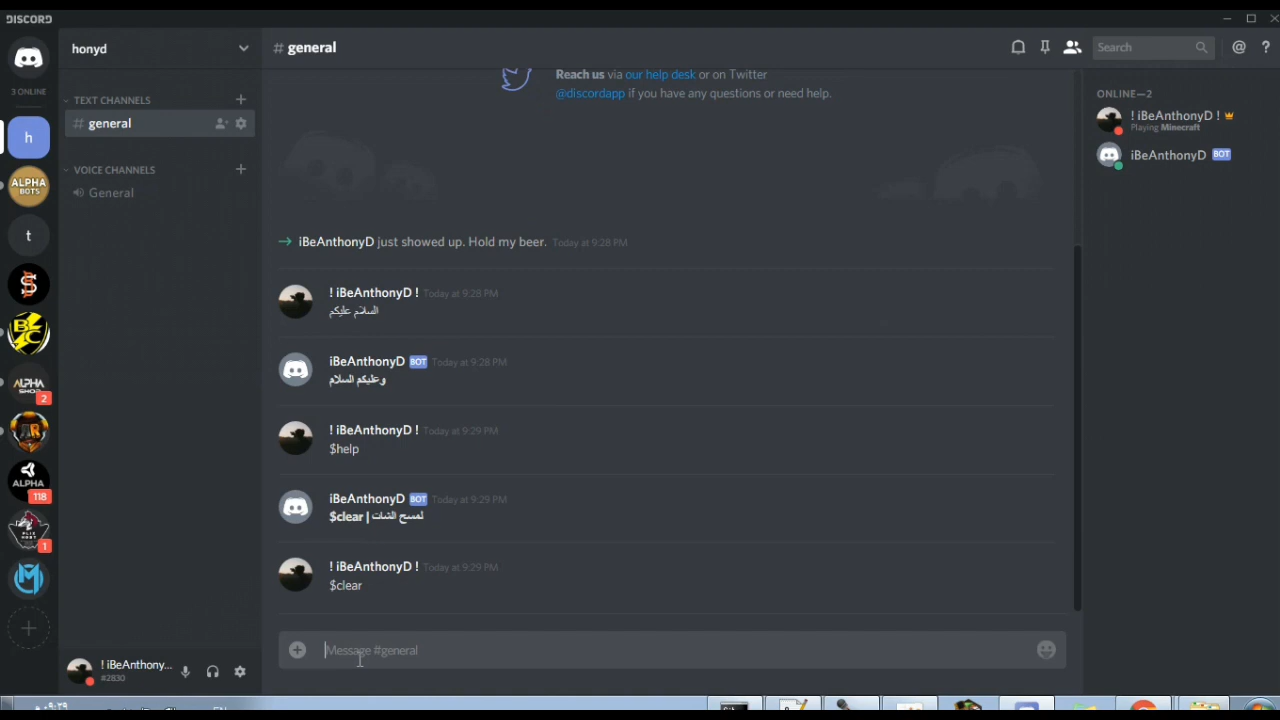 DISCORD
honyd
# general
Search
@
?
3 ONLINE
TEXT CHANNELS
# general
VOICE CHANNELS
General
h
ALPHA
BOTS
t
ALPHA
SHOP
2
ALPHA
118
1
Reach us via our help desk or on Twitter
@discordapp if you have any questions or need help.
iBeAnthonyD just showed up. Hold my beer. Today at 9:28 PM
! iBeAnthonyD ! Today at 9:28 PM
السلام عليكم
iBeAnthonyD BOT Today at 9:28 PM
وعليكم السلام
! iBeAnthonyD ! Today at 9:29 PM
$help
iBeAnthonyD BOT Today at 9:29 PM
$clear | لمسح الشات
! iBeAnthonyD ! Today at 9:29 PM
$clear
Message #general
ONLINE—2
! iBeAnthonyD !
Playing Minecraft
iBeAnthonyD BOT
! iBeAnthony...
#2830